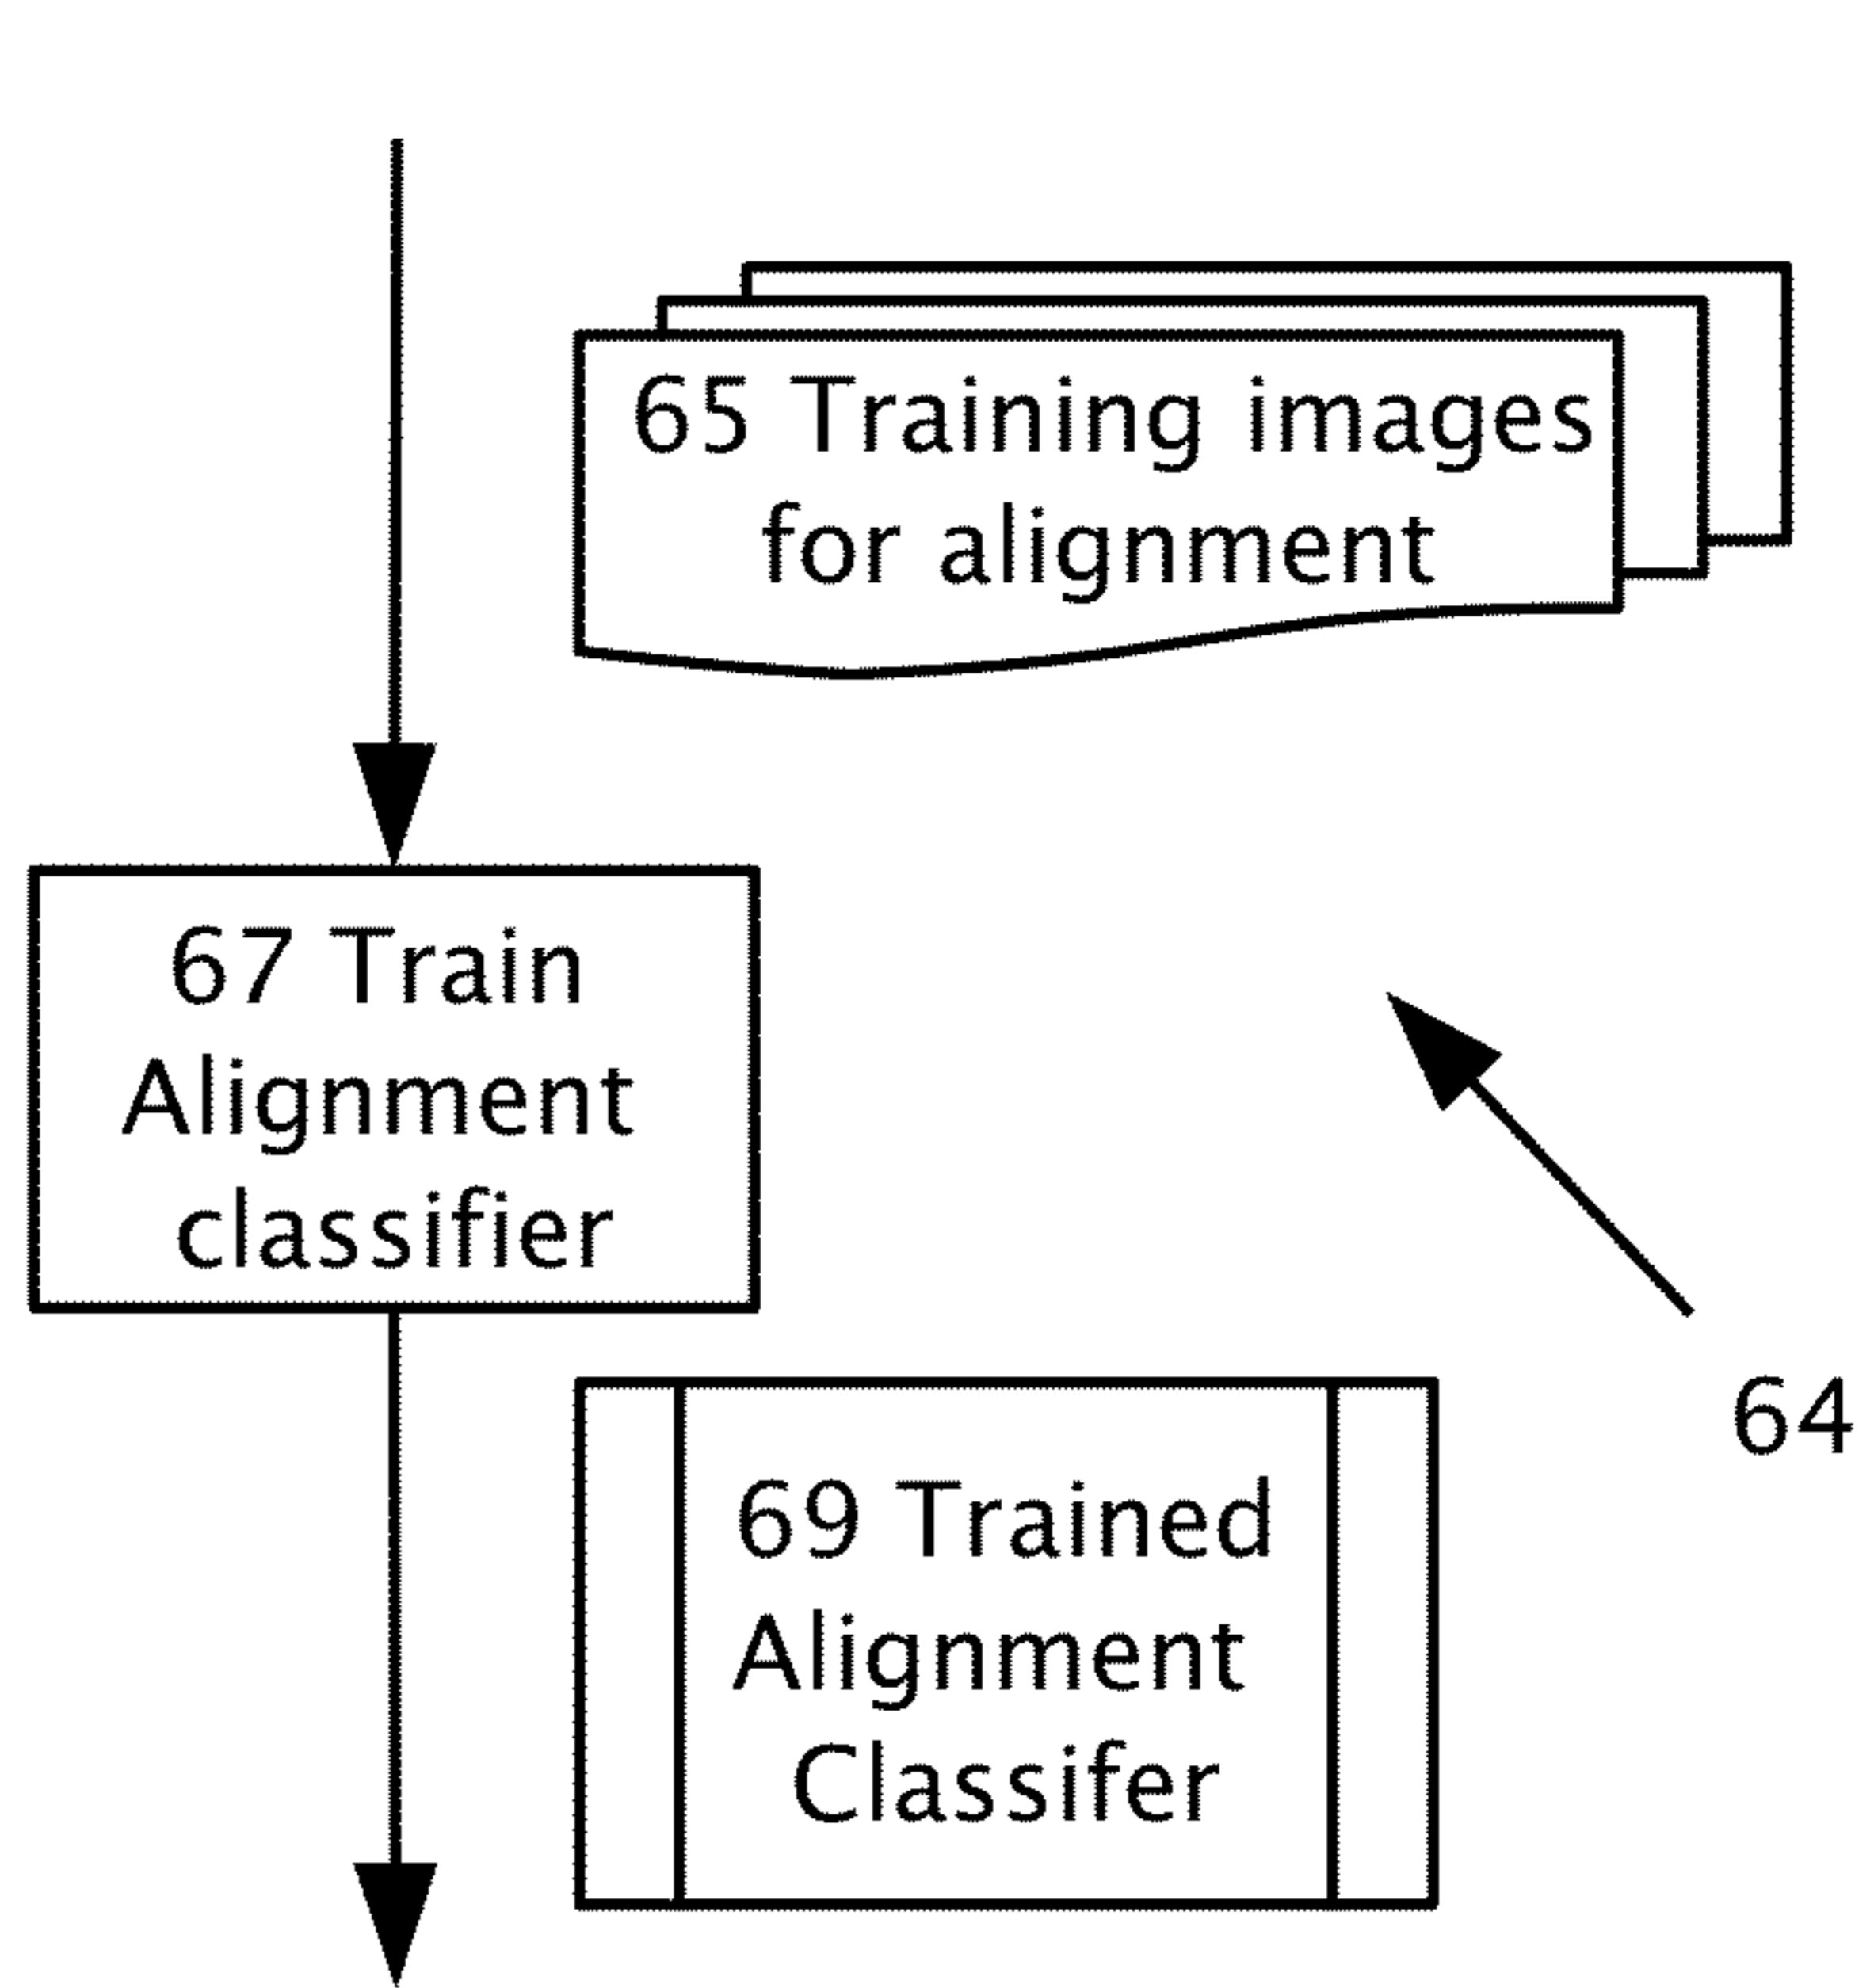 65 Training images
for alignment
67 Train
Alignment
classifier
64
69 Trained
Alignment
Classifer